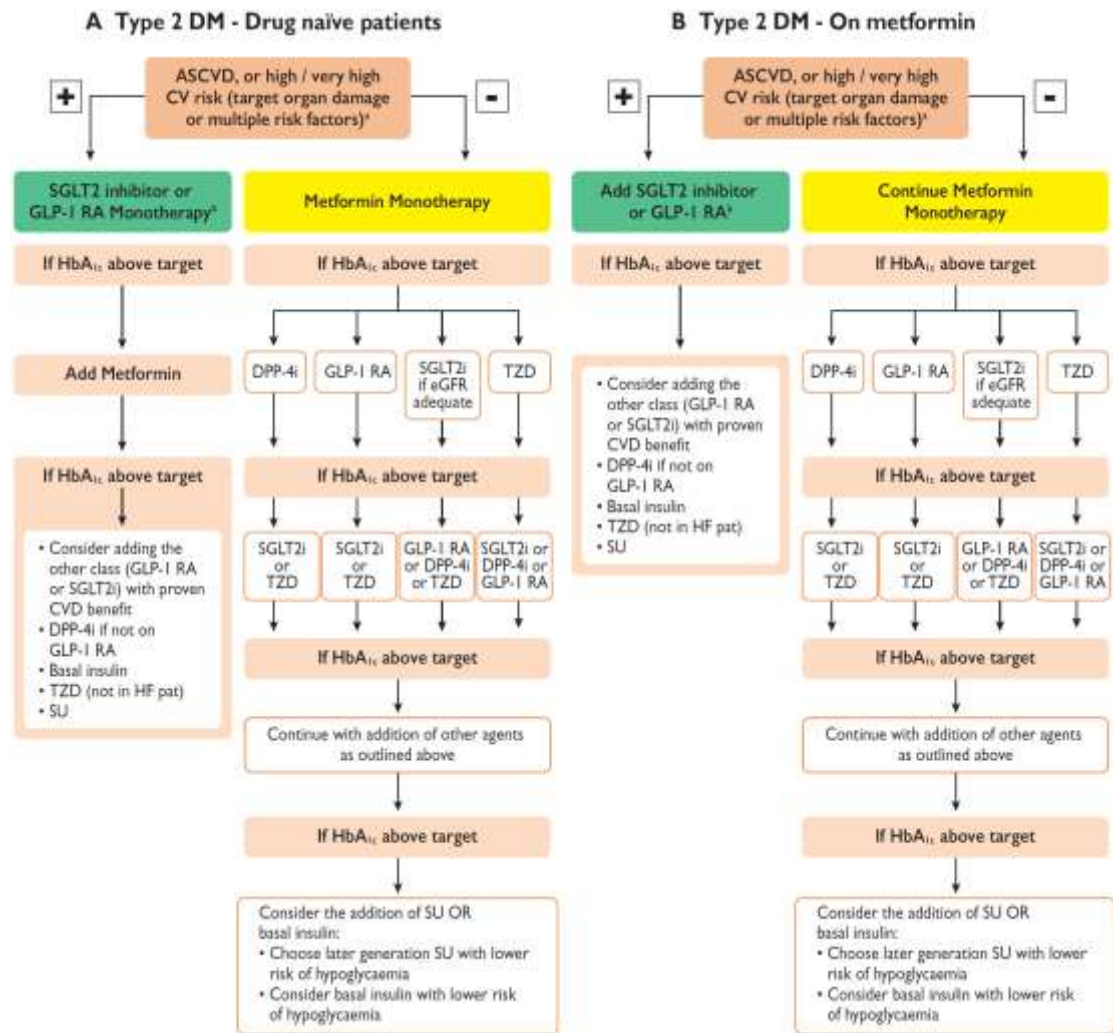 A Type 2 DM - Drug naïve patients
+
ASCVD, or high / very high
CV risk (target organ damage
or multiple risk factors)ᵃ
-
SGLT2 inhibitor or
GLP-1 RA Monotherapyᵇ
Metformin Monotherapy
If HbA₁c above target
If HbA₁c above target
Add Metformin
DPP-4i
GLP-1 RA
SGLT2i
if eGFR
adequate
TZD
If HbA₁c above target
If HbA₁c above target
• Consider adding the
other class (GLP-1 RA
or SGLT2i) with proven
CVD benefit
• DPP-4i if not on
GLP-1 RA
• Basal insulin
• TZD (not in HF pat)
• SU
SGLT2i
or
TZD
SGLT2i
or
TZD
GLP-1 RA
or DPP-4i
or TZD
SGLT2i or
DPP-4i or
GLP-1 RA
If HbA₁c above target
Continue with addition of other agents
as outlined above
If HbA₁c above target
Consider the addition of SU OR
basal insulin:
• Choose later generation SU with lower
risk of hypoglycaemia
• Consider basal insulin with lower risk
of hypoglycaemia
B Type 2 DM - On metformin
+
ASCVD, or high / very high
CV risk (target organ damage
or multiple risk factors)ᵃ
-
Add SGLT2 inhibitor
or GLP-1 RAᵇ
Continue Metformin
Monotherapy
If HbA₁c above target
If HbA₁c above target
• Consider adding the
other class (GLP-1 RA
or SGLT2i) with proven
CVD benefit
• DPP-4i if not on
GLP-1 RA
• Basal insulin
• TZD (not in HF pat)
• SU
DPP-4i
GLP-1 RA
SGLT2i
if eGFR
adequate
TZD
If HbA₁c above target
SGLT2i
or
TZD
SGLT2i
or
TZD
GLP-1 RA
or DPP-4i
or TZD
SGLT2i or
DPP-4i or
GLP-1 RA
If HbA₁c above target
Continue with addition of other agents
as outlined above
If HbA₁c above target
Consider the addition of SU OR
basal insulin:
• Choose later generation SU with lower
risk of hypoglycaemia
• Consider basal insulin with lower risk
of hypoglycaemia